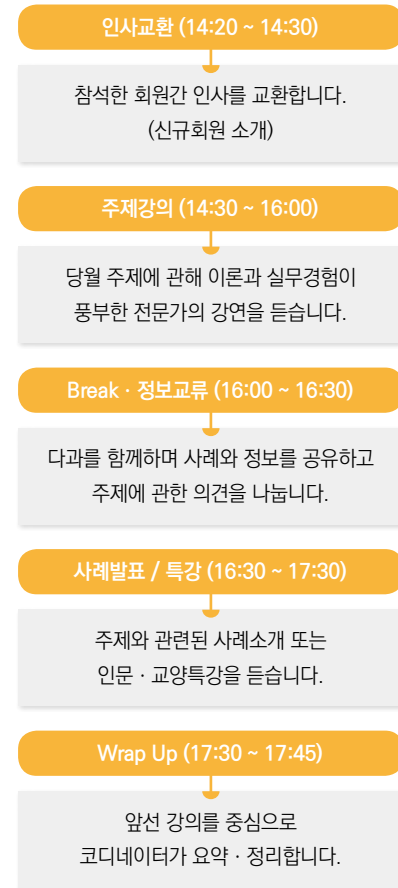 인사교환 (14:20 ~ 14:30)
참석한 회원간 인사를 교환합니다.
(신규회원 소개)
주제강의 (14:30 ~ 16:00)
당월 주제에 관해 이론과 실무경험이
풍부한 전문가의 강연을 듣습니다.
Break · 정보교류 (16:00 ~ 16:30)
다과를 함께하며 사례와 정보를 공유하고
주제에 관한 의견을 나눕니다.
사례발표 / 특강 (16:30 ~ 17:30)
주제와 관련된 사례소개 또는
인문 · 교양특강을 듣습니다.
Wrap Up (17:30 ~ 17:45)
앞선 강의를 중심으로
코디네이터가 요약 · 정리합니다.